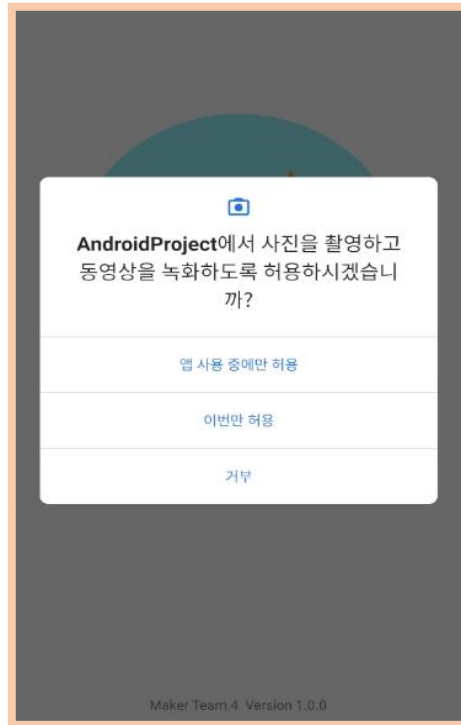 AndroidProject에서 사진을 촬영하고
동영상을 녹화하도록 허용하시겠습니
까?
앱 사용 중에만 허용
이번만 허용
거부
Maker Team.4 Version 1.0.0